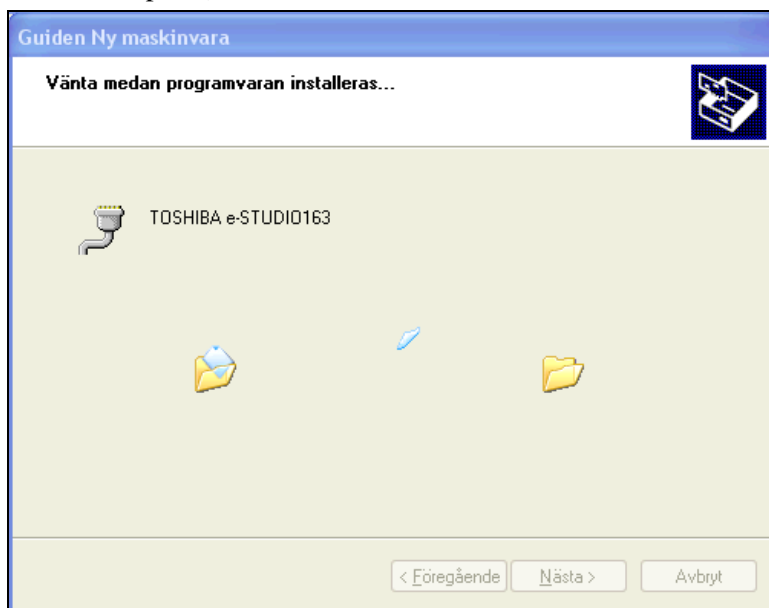 Guiden Ny maskinvara
Vänta medan programvaran installeras...
TOSHIBA e-STUDIO163
< Föregående
Nästa >
Avbryt